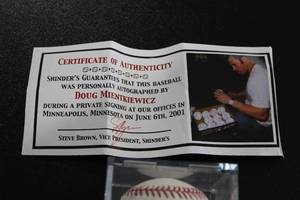 CERTIFICATE OF AUTHENTICITY
SHINDER'S GUARANTEES THAT THIS BASEBALL
WAS PERSONALLY AUTOGRAPHED BY
DOUG MIENTKIEWICZ
DURING A PRIVATE SIGNING AT OUR OFFICES IN
MINNEAPOLIS, MINNESOTA ON JUNE 6TH, 2001
STEVE BROWN, VICE PRESIDENT, SHINDER'S